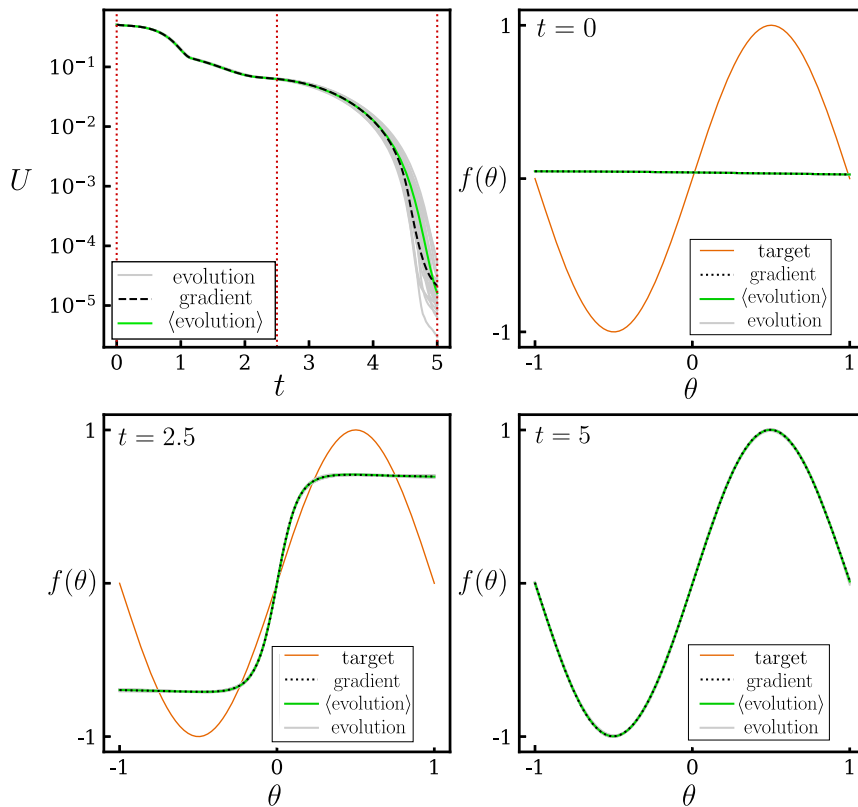 U
10⁻¹
10⁻²
10⁻³
10⁻⁴
10⁻⁵
evolution
gradient
⟨evolution⟩
0 1 2 3 4 5
t
t = 0
1
f(θ)
-1
target
gradient
⟨evolution⟩
evolution
-1 0 1
θ
t = 2.5
1
f(θ)
-1
target
gradient
⟨evolution⟩
evolution
-1 0 1
θ
t = 5
1
f(θ)
-1
target
gradient
⟨evolution⟩
evolution
-1 0 1
θ